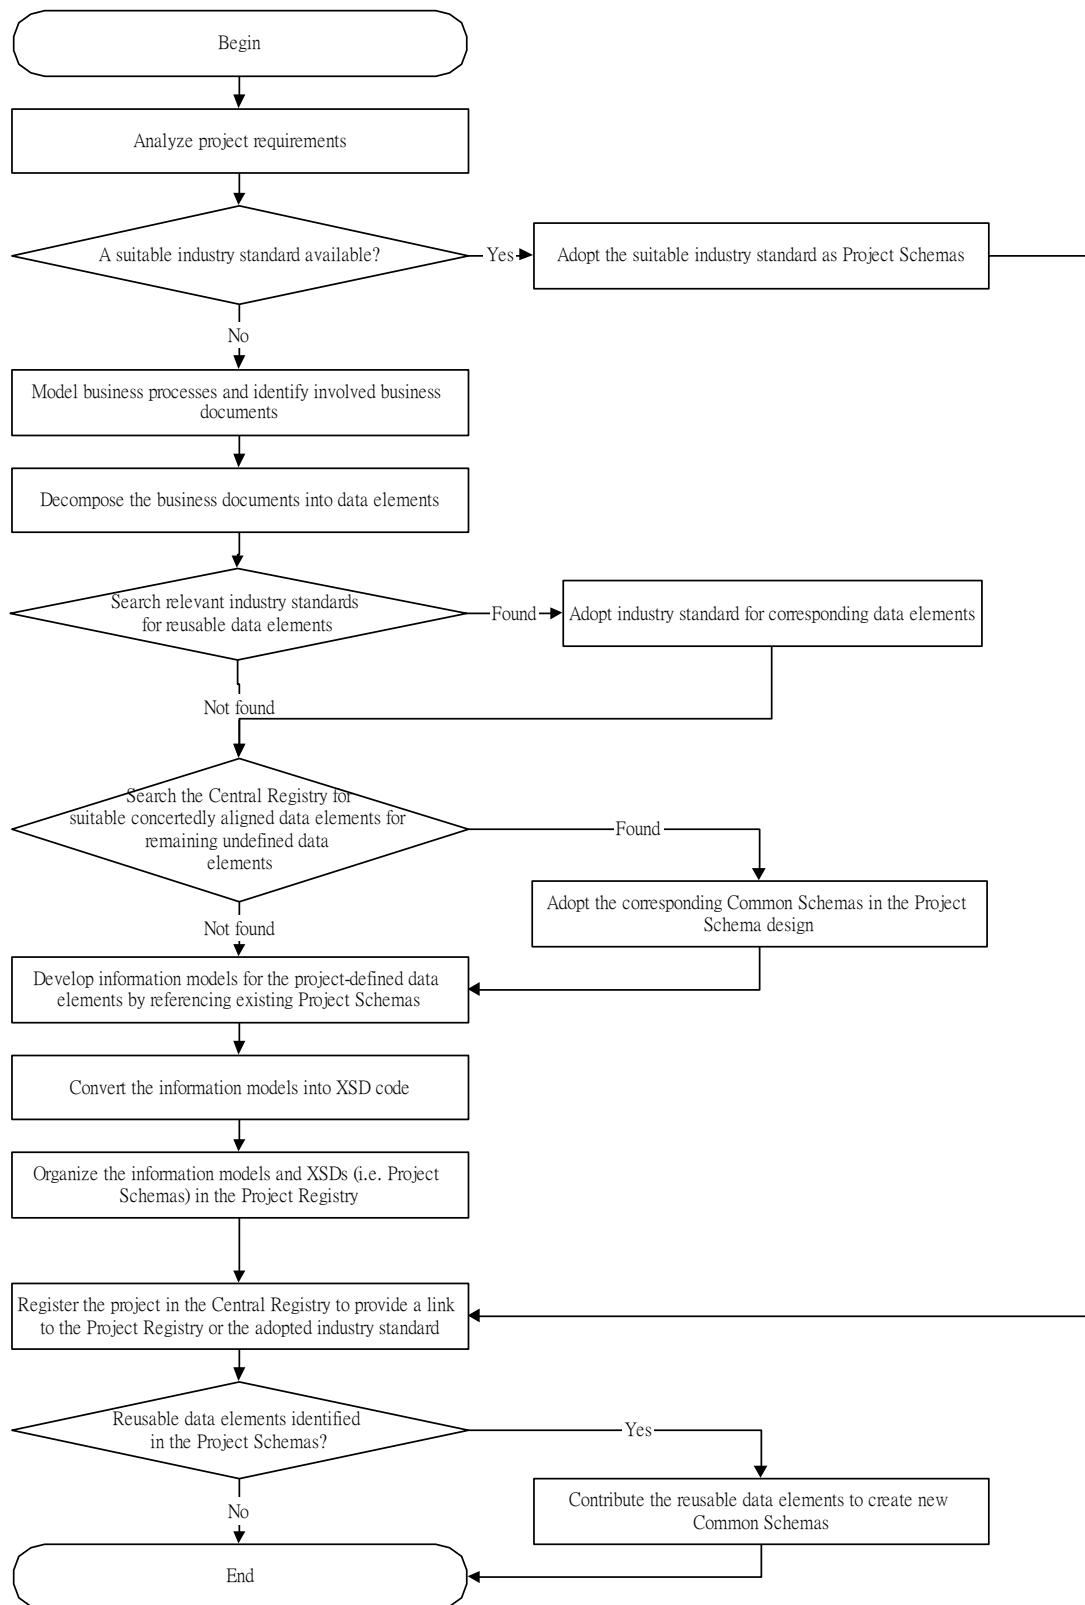 Begin
Analyze project requirements
A suitable industry standard available?
Yes
Adopt the suitable industry standard as Project Schemas
No
Model business processes and identify involved business
documents
Decompose the business documents into data elements
Search relevant industry standards
for reusable data elements
Found
Adopt industry standard for corresponding data elements
Not found
Search the Central Registry for
suitable concertedly aligned data elements for
remaining undefined data
elements
Found
Adopt the corresponding Common Schemas in the Project
Schema design
Not found
Develop information models for the project-defined data
elements by referencing existing Project Schemas
Convert the information models into XSD code
Organize the information models and XSDs (i.e. Project
Schemas) in the Project Registry
Register the project in the Central Registry to provide a link
to the Project Registry or the adopted industry standard
Reusable data elements identified
in the Project Schemas?
Yes
Contribute the reusable data elements to create new
Common Schemas
No
End